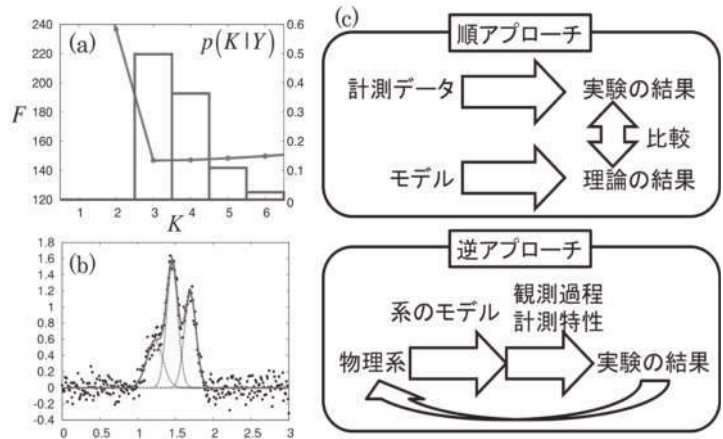 (a)
p(K|Y)
F
240
220
200
180
160
140
120
0.6
0.5
0.4
0.3
0.2
0.1
0
1 2 3 4 5 6
K
(b)
1.8
1.6
1.4
1.2
1
0.8
0.6
0.4
0.2
0
-0.2
-0.4
0 0.5 1 1.5 2 2.5 3
(c)
順アプローチ
計測データ
実験の結果
比較
モデル
理論の結果
逆アプローチ
系のモデル
観測過程
計測特性
物理系
実験の結果